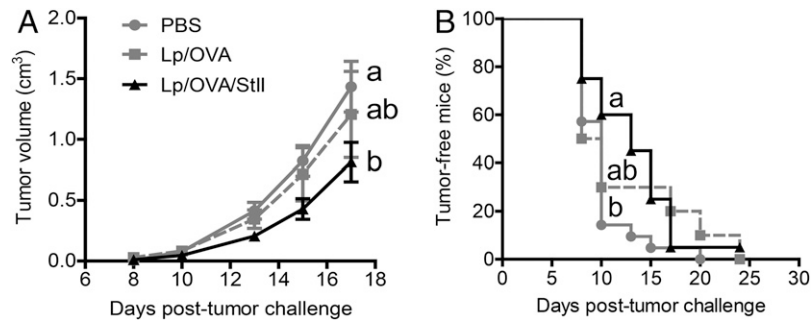 A
Tumor volume (cm³)
2.0
1.5
1.0
0.5
0.0
6 8 10 12 14 16 18
Days post-tumor challenge
PBS
Lp/OVA
Lp/OVA/StII
a
ab
b
B
Tumor-free mice (%)
100
80
60
40
20
0
0 5 10 15 20 25 30
Days post-tumor challenge
a
ab
b